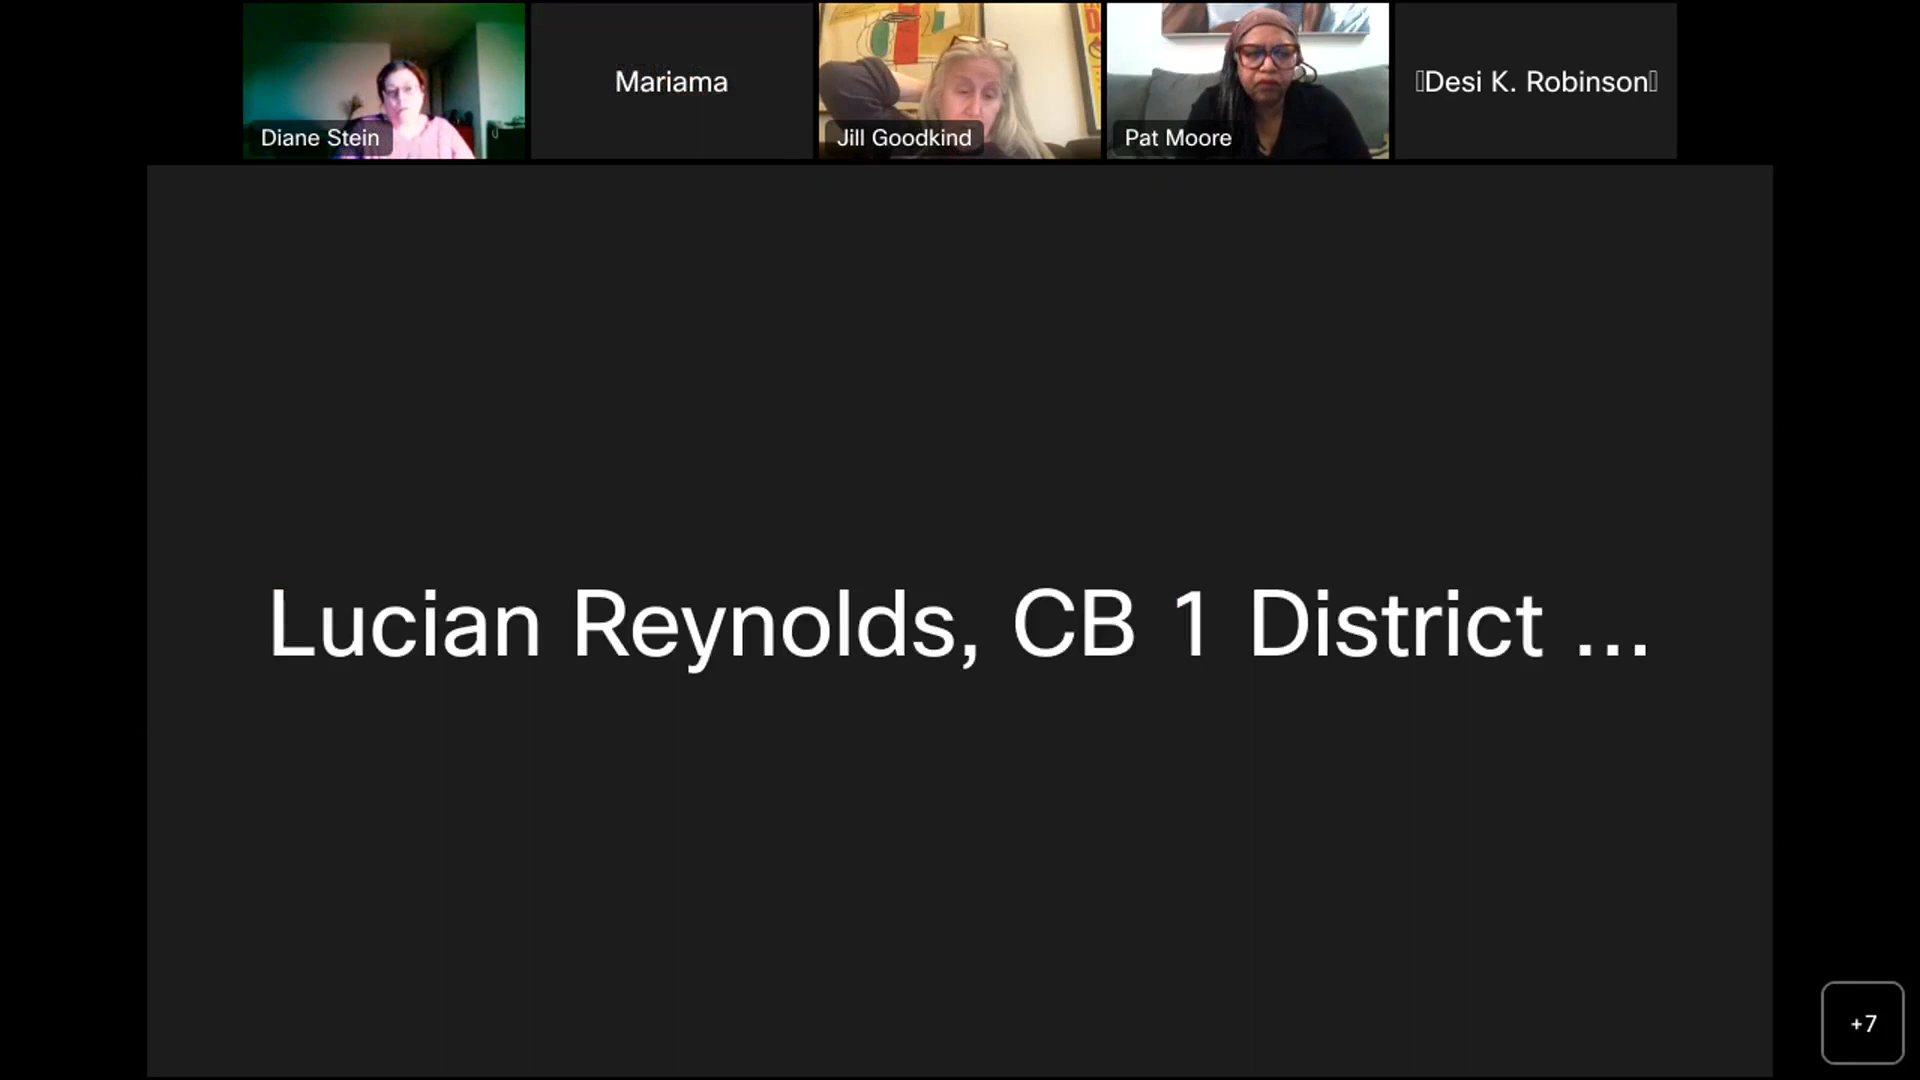 Diane Stein
Mariama
Jill Goodkind
Pat Moore
Desi K. Robinson
Lucian Reynolds, CB 1 District ...
+7